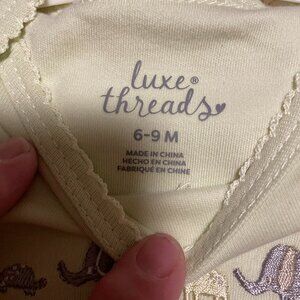 luxe®
threads♥
6-9 M
MADE IN CHINA
HECHO EN CHINA
FABRIQUÉ EN CHINE